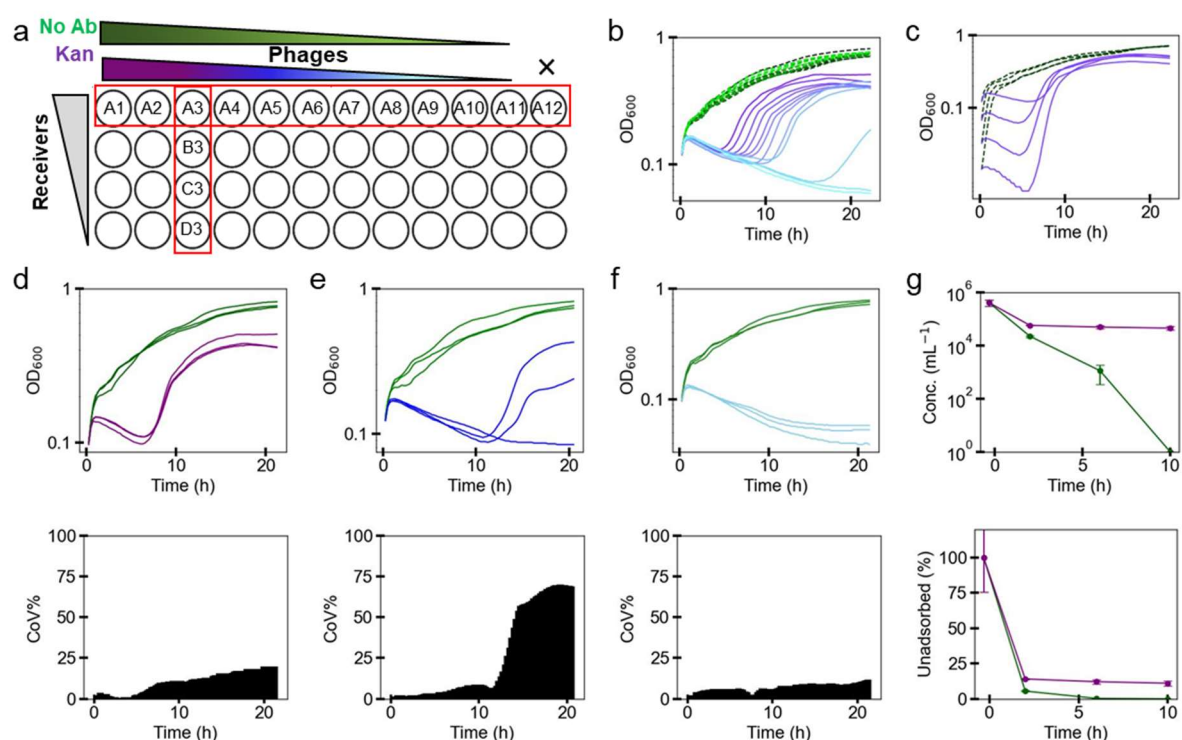 a
No Ab
Kan
Phages
×
Receivers
A1 A2 A3 A4 A5 A6 A7 A8 A9 A10 A11 A12
B3
C3
D3
b
1
0.1
OD600
0 10 20
Time (h)
c
1
0.1
OD600
0 10 20
Time (h)
d
1
0.1
OD600
0 10 20
Time (h)
100
75
50
25
0
CoV%
0 10 20
Time (h)
e
1
0.1
OD600
0 10 20
Time (h)
100
75
50
25
0
CoV%
0 10 20
Time (h)
f
1
0.1
OD600
0 10 20
Time (h)
100
75
50
25
0
CoV%
0 10 20
Time (h)
g
10^6
10^4
10^2
10^0
Conc. (mL−1)
0 5 10
Time (h)
100
75
50
25
0
Unadsorbed (%)
0 5 10
Time (h)